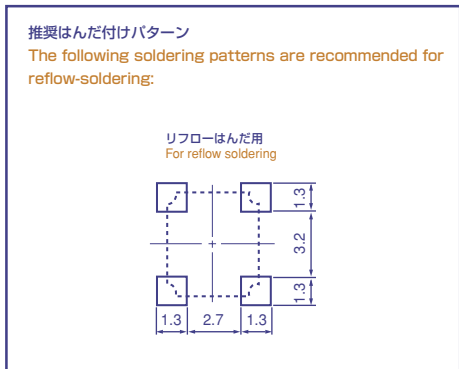 推奨はんだ付けパターン
The following soldering patterns are recommended for
reflow-soldering:
リフローはんだ用
For reflow soldering
1.3
3.2
1.3
1.3 2.7 1.3